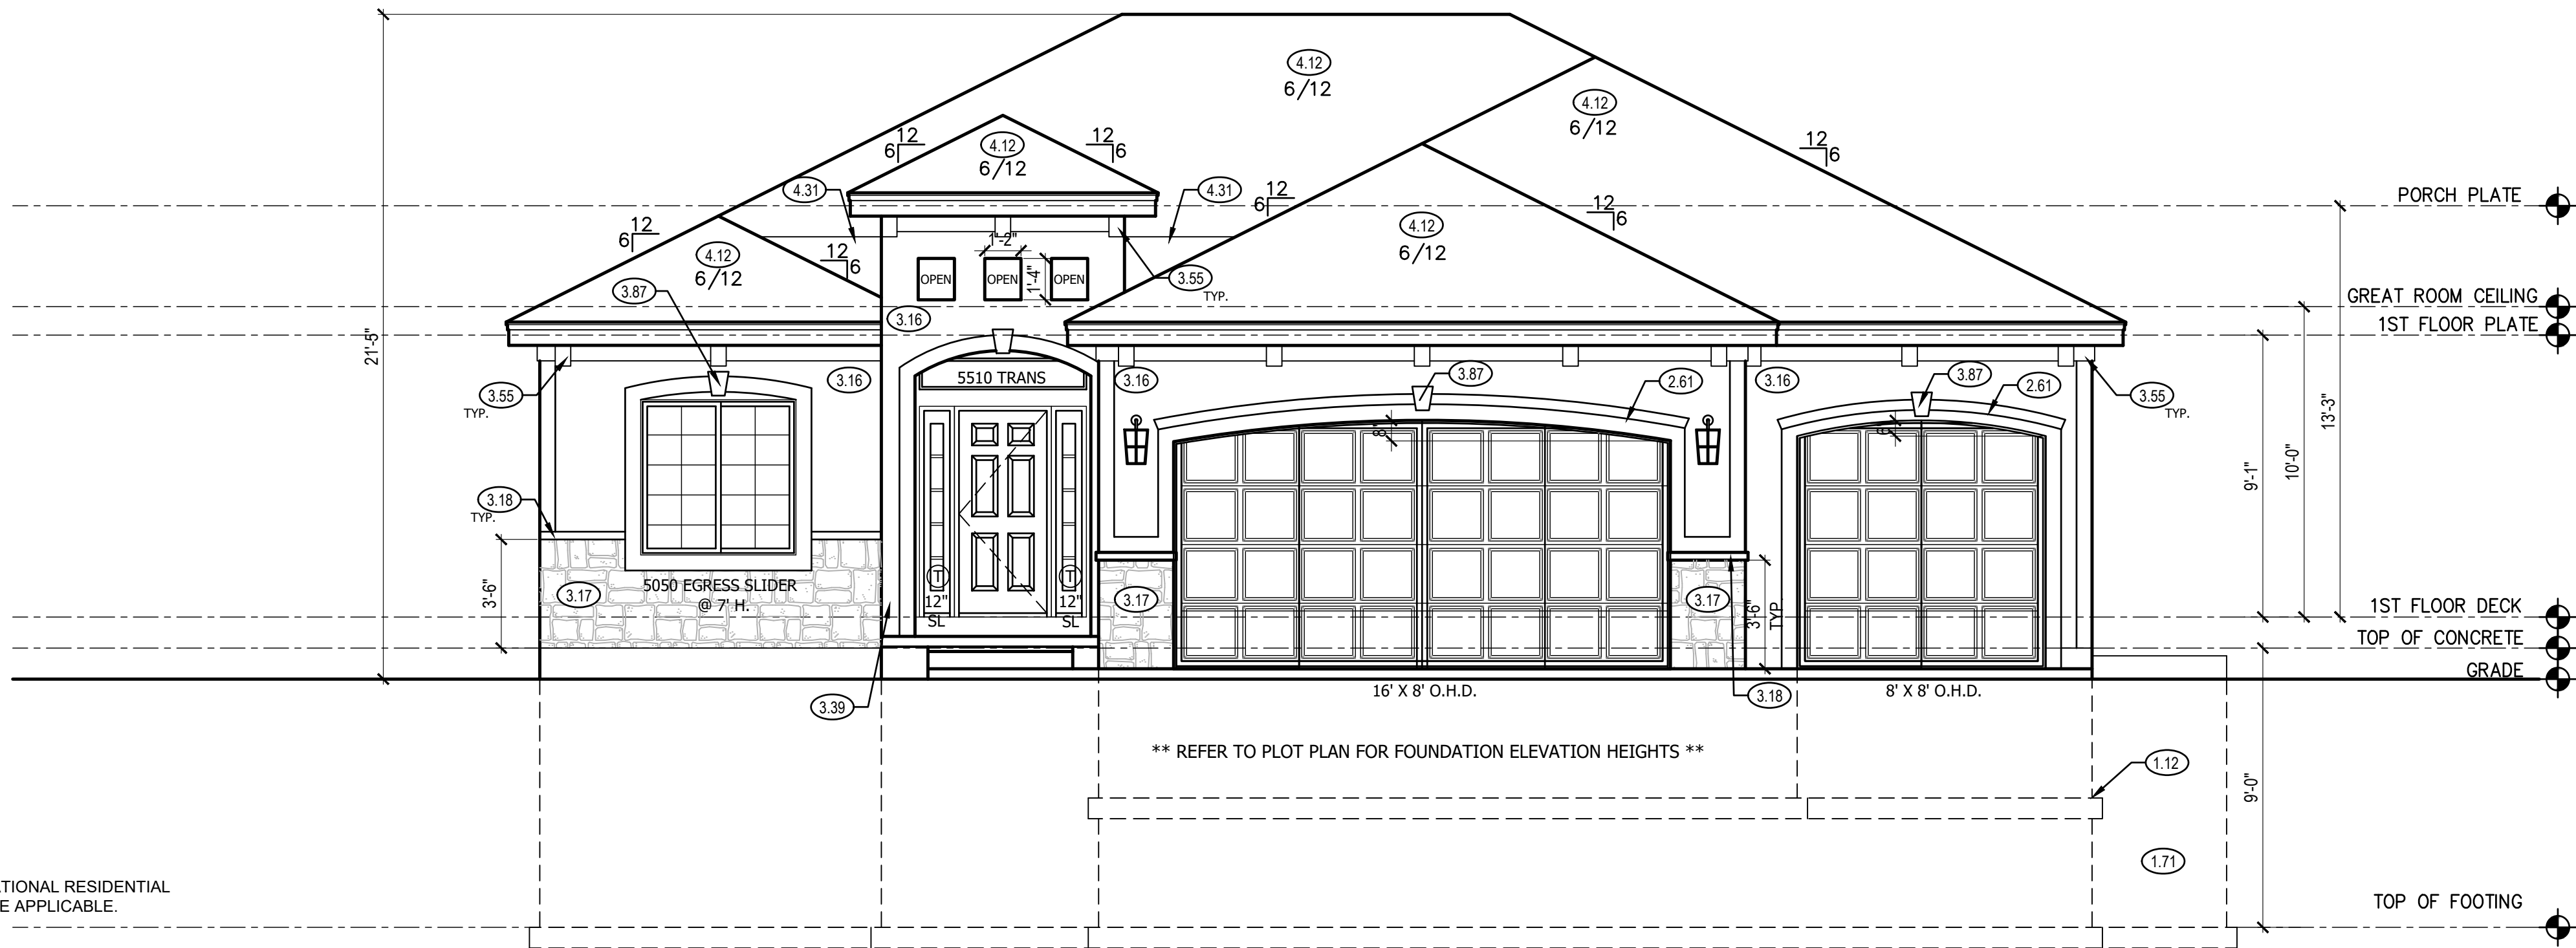 4.12
6/12
4.12
6/12
12
6
12
6
4.12
6/12
12
6
4.31
4.31
12
6
PORCH PLATE
12
6
12
6
4.12
6/12
12
6
4.12
6/12
1'-2"
OPEN
OPEN
OPEN
1'-4"
3.55
TYP.
3.87
GREAT ROOM CEILING
3.16
1ST FLOOR PLATE
21'-5"
13'-3"
5510 TRANS
3.16
3.16
3.87
2.61
3.16
3.87
2.61
3.55
TYP.
3.55
TYP.
8"
6"
9'-1"
10'-0"
3.18
TYP.
3'-6"
3.17
5050 EGRESS SLIDER
@ 7' H.
T
12"
SL
T
12"
SL
3.17
3.17
3'-6"
TYP.
1ST FLOOR DECK
TOP OF CONCRETE
GRADE
3.39
16' X 8' O.H.D.
3.18
8' X 8' O.H.D.
** REFER TO PLOT PLAN FOR FOUNDATION ELEVATION HEIGHTS **
1.12
9'-0"
1.71
ATIONAL RESIDENTIAL
E APPLICABLE.
TOP OF FOOTING